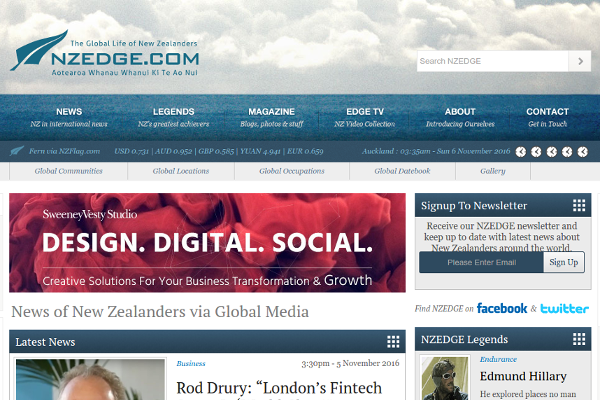 The Global Life of New Zealanders
NZEDGE.COM
Aotearoa Whanau Whanui Ki Te Ao Nui
Search NZEDGE
NEWS
NZ in international news
LEGENDS
NZ's greatest achievers
MAGAZINE
Blogs, photos & stuff
EDGE TV
NZ Video Collection
ABOUT
Introducing Ourselves
CONTACT
Get in Touch
Fern via NZFlag.com
USD 0.731 | AUD 0.952 | GBP 0.585 | YUAN 4.941 | EUR 0.659
Auckland : 03:35am - Sun 6 November 2016
Global Communities
Global Locations
Global Occupations
Global Datebook
Gallery
SweeneyVesty Studio
DESIGN. DIGITAL. SOCIAL.
Creative Solutions For Your Business Transformation & Growth
Signup To Newsletter
Receive our NZEDGE newsletter and
keep up to date with latest news about
New Zealanders around the world.
Please Enter Email
Sign Up
News of New Zealanders via Global Media
Find NZEDGE on facebook & twitter
Latest News
Business
3:30pm - 5 November 2016
Rod Drury: “London’s Fintech
NZEDGE Legends
Endurance
Edmund Hillary
He explored places no man